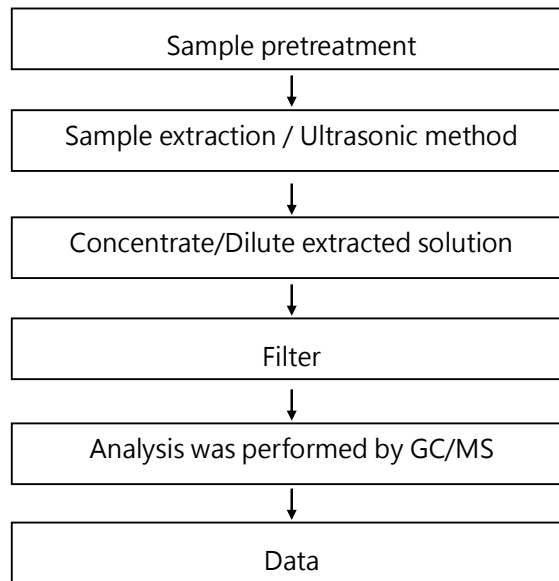 Sample pretreatment
Sample extraction / Ultrasonic method
Concentrate/Dilute extracted solution
Filter
Analysis was performed by GC/MS
Data